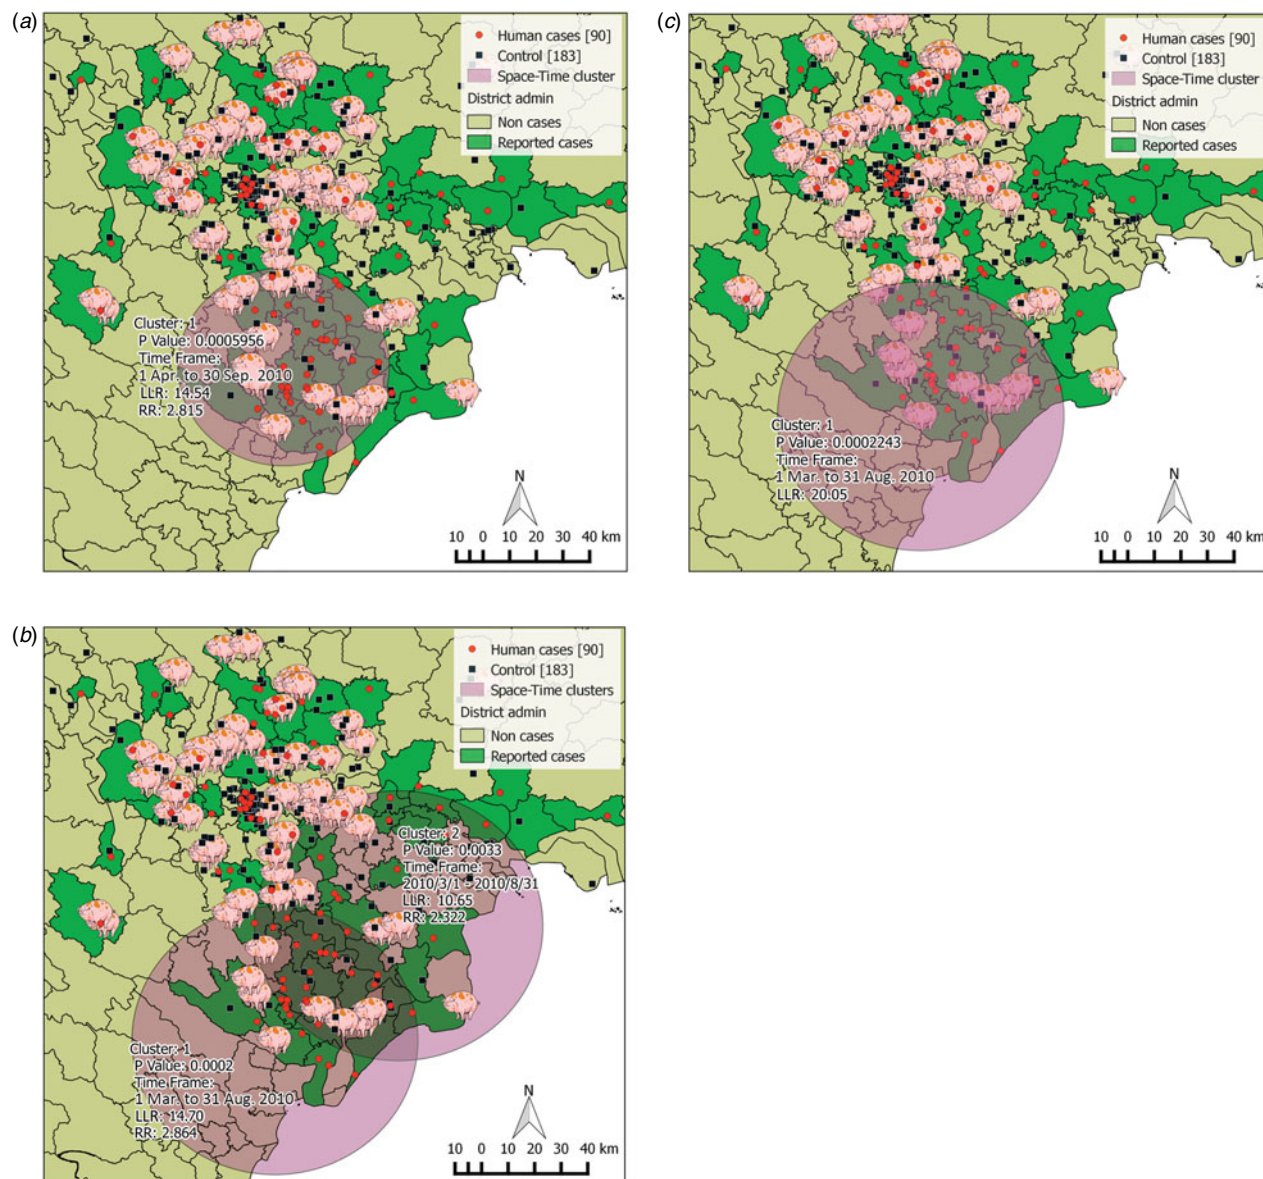 (a)
Human cases [90]
Control [183]
Space-Time cluster
District admin
Non cases
Reported cases
Cluster: 1
P Value: 0.0005956
Time Frame:
1 Apr. to 30 Sep. 2010
LLR: 14.54
RR: 2.815
N
10 0 10 20 30 40 km
(c)
Human cases [90]
Control [183]
Space-Time cluster
District admin
Non cases
Reported cases
Cluster: 1
P Value: 0.0002243
Time Frame:
1 Mar. to 31 Aug. 2010
LLR: 20.05
N
10 0 10 20 30 40 km
(b)
Human cases [90]
Control [183]
Space-Time clusters
District admin
Non cases
Reported cases
Cluster: 2
P Value: 0.0033
Time Frame:
2010/3/1 - 2010/8/31
LLR: 10.65
RR: 2.322
Cluster: 1
P Value: 0.0002
Time Frame:
1 Mar. to 31 Aug. 2010
LLR: 14.70
RR: 2.864
N
10 0 10 20 30 40 km